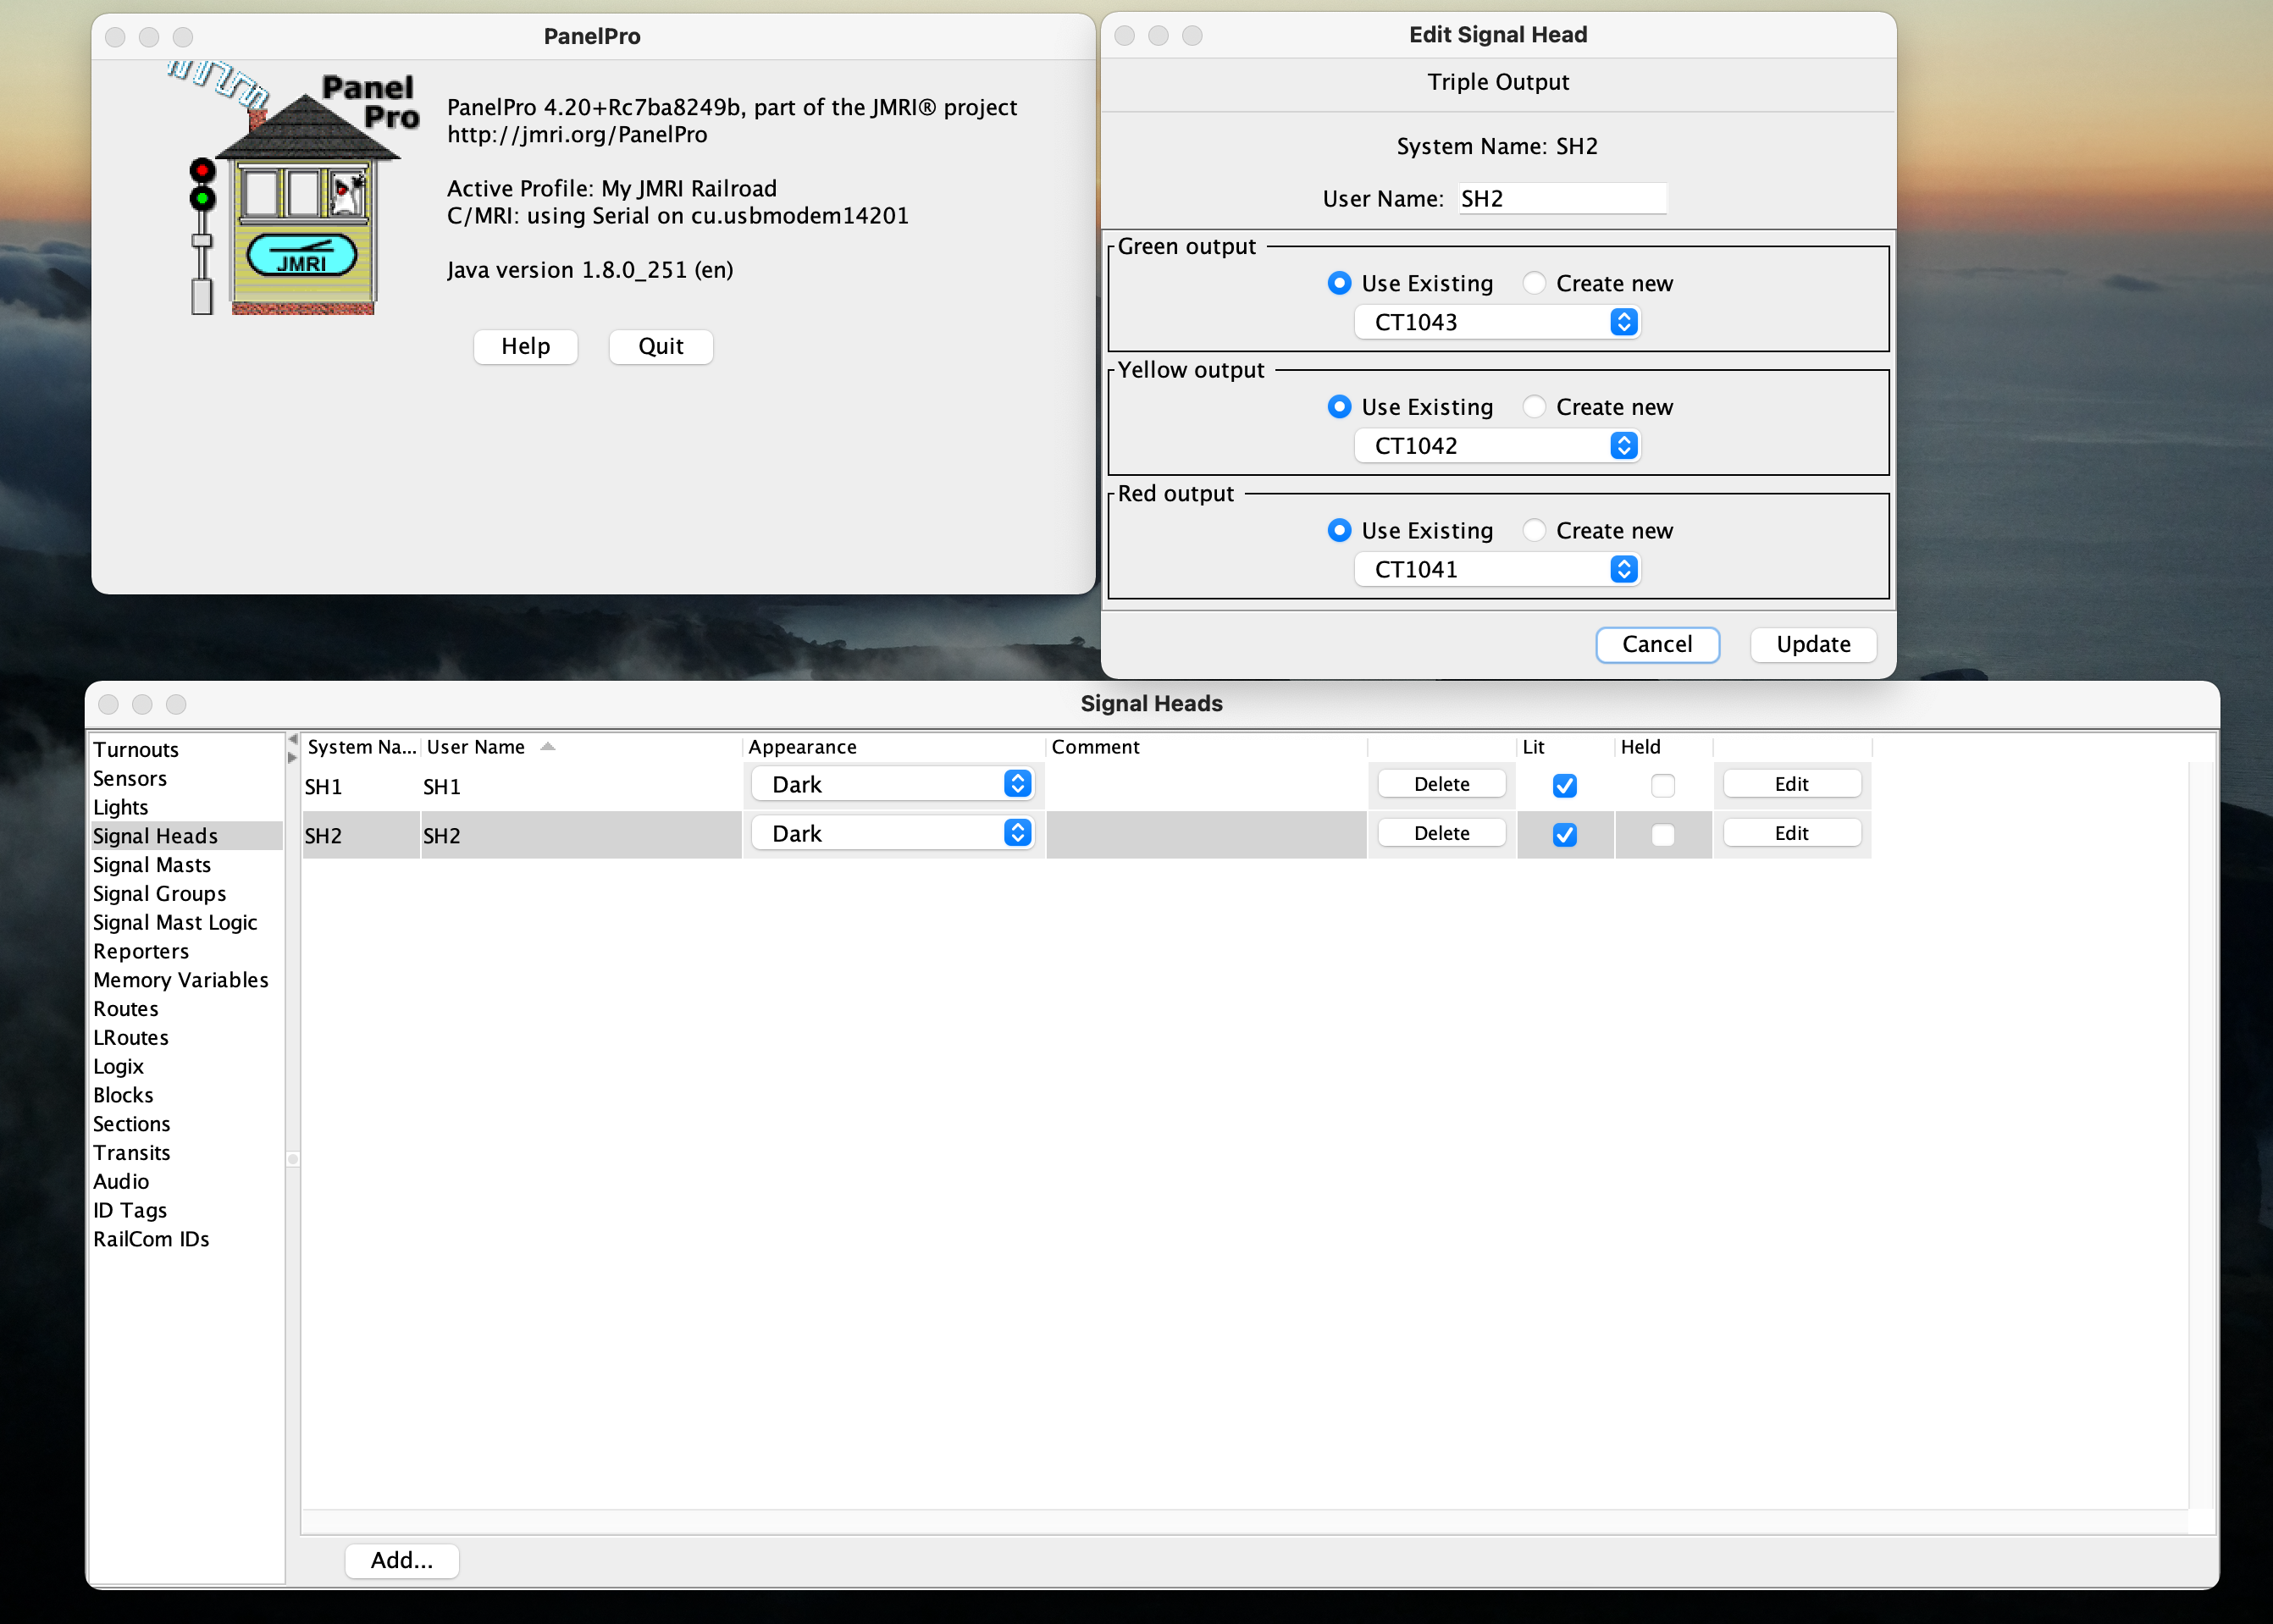 PanelPro
Panel
Pro
JMRI
PanelPro 4.20+Rc7ba8249b, part of the JMRI® project
http://jmri.org/PanelPro
Active Profile: My JMRI Railroad
C/MRI: using Serial on cu.usbmodem14201
Java version 1.8.0_251 (en)
Help Quit
Edit Signal Head
Triple Output
System Name: SH2
User Name: SH2
Green output
Use Existing Create new
CT1043
Yellow output
Use Existing Create new
CT1042
Red output
Use Existing Create new
CT1041
Cancel Update
Signal Heads
Turnouts
Sensors
Lights
Signal Heads
Signal Masts
Signal Groups
Signal Mast Logic
Reporters
Memory Variables
Routes
LRoutes
Logix
Blocks
Sections
Transits
Audio
ID Tags
RailCom IDs
System Na... User Name Appearance Comment Lit Held
SH1 SH1 Dark Delete Edit
SH2 SH2 Dark Delete Edit
Add...